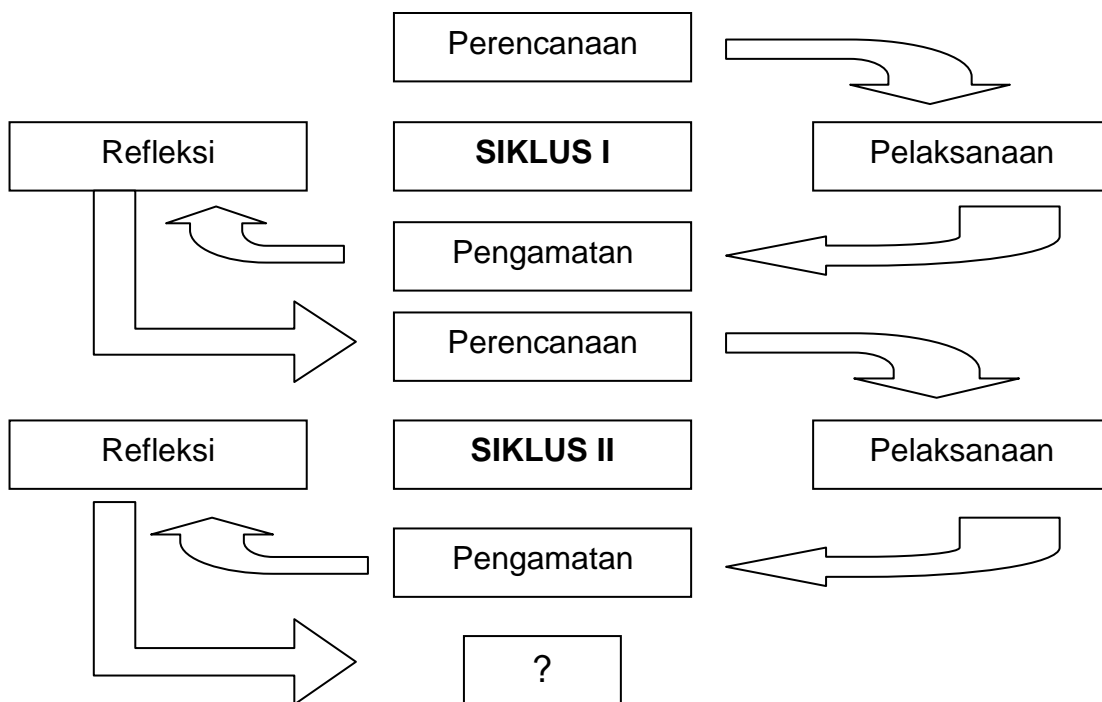 Perencanaan
Refleksi
SIKLUS I
Pelaksanaan
Pengamatan
Perencanaan
Refleksi
SIKLUS II
Pelaksanaan
Pengamatan
?